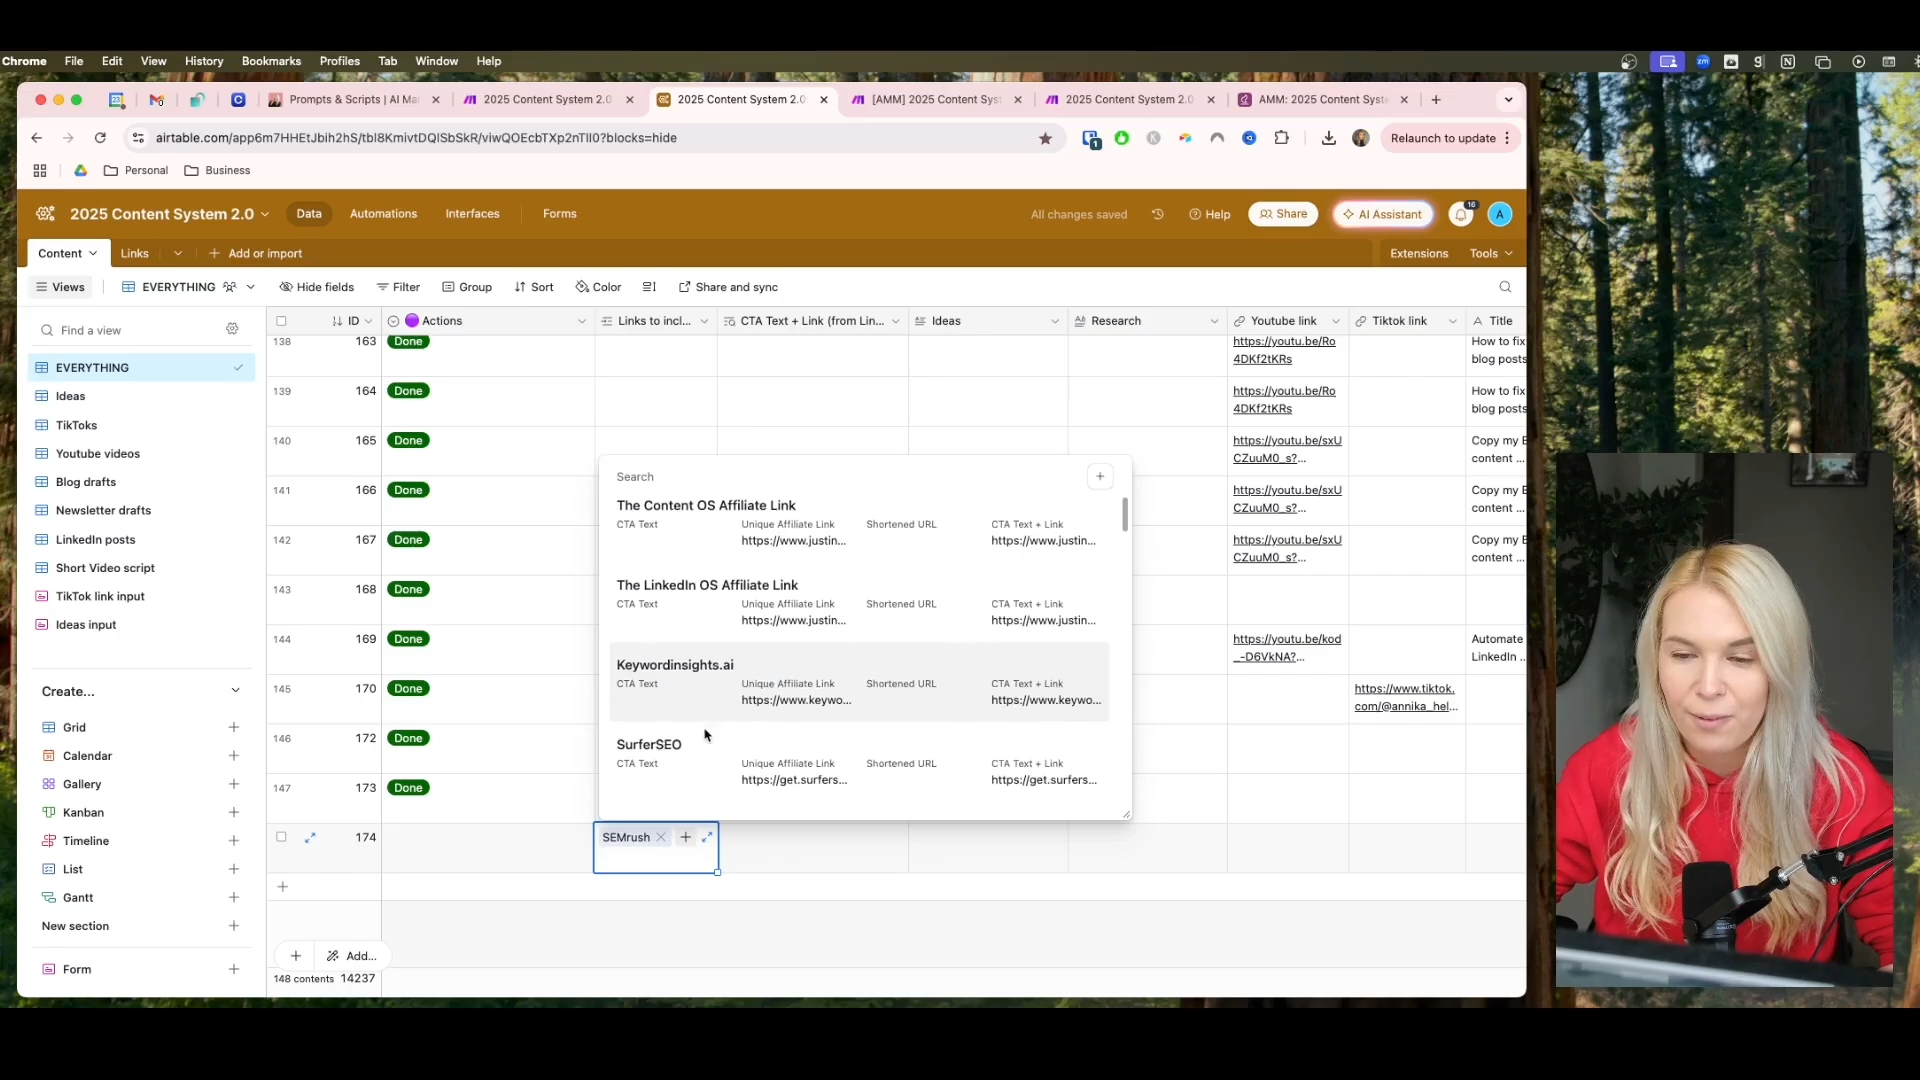 Chrome File Edit View History Bookmarks Profiles Tab Window Help
Prompts & Scripts | AI Ma 2025 Content System 2.0 2025 Content System 2.0 [AMM] 2025 Content Syst 2025 Content System 2.0 AMM: 2025 Content Syste
airtable.com/app6m7HHEtJbih2hS/tbl8KmivtDQlSbSkR/viwQOEcbTXp2nTlI0?blocks=hide Relaunch to update
Personal Business
2025 Content System 2.0 Data Automations Interfaces Forms All changes saved Help Share AI Assistant 16 A
Content Links Add or import Extensions Tools
Views EVERYTHING Hide fields Filter Group Sort Color Share and sync
Find a view
EVERYTHING
Ideas
TikToks
Youtube videos
Blog drafts
Newsletter drafts
LinkedIn posts
Short Video script
TikTok link input
Ideas input
Create...
Grid
Calendar
Gallery
Kanban
Timeline
List
Gantt
New section
Form
ID Actions Links to incl... CTA Text + Link (from Lin... Ideas Research Youtube link Tiktok link Title
138 163 Done https://youtu.be/Ro How to fix
4DKf2tKRs blog posts
139 164 Done https://youtu.be/Ro How to fix
4DKf2tKRs blog posts
140 165 Done https://youtu.be/sxU Copy my B
CZuuM0_s?... content ...
141 166 Done https://youtu.be/sxU Copy my B
CZuuM0_s?... content ...
142 167 Done https://youtu.be/sxU Copy my B
CZuuM0_s?... content ...
143 168 Done
144 169 Done https://youtu.be/kod Automate
_-D6VkNA?... LinkedIn ...
145 170 Done https://www.tiktok.
com/@annika_hel...
146 172 Done
147 173 Done
174 SEMrush
Search
The Content OS Affiliate Link
CTA Text Unique Affiliate Link Shortened URL CTA Text + Link
https://www.justin... https://www.justin...
The LinkedIn OS Affiliate Link
CTA Text Unique Affiliate Link Shortened URL CTA Text + Link
https://www.justin... https://www.justin...
Keywordinsights.ai
CTA Text Unique Affiliate Link Shortened URL CTA Text + Link
https://www.keywo... https://www.keywo...
SurferSEO
CTA Text Unique Affiliate Link Shortened URL CTA Text + Link
https://get.surfers... https://get.surfers...
Add...
148 contents 14237